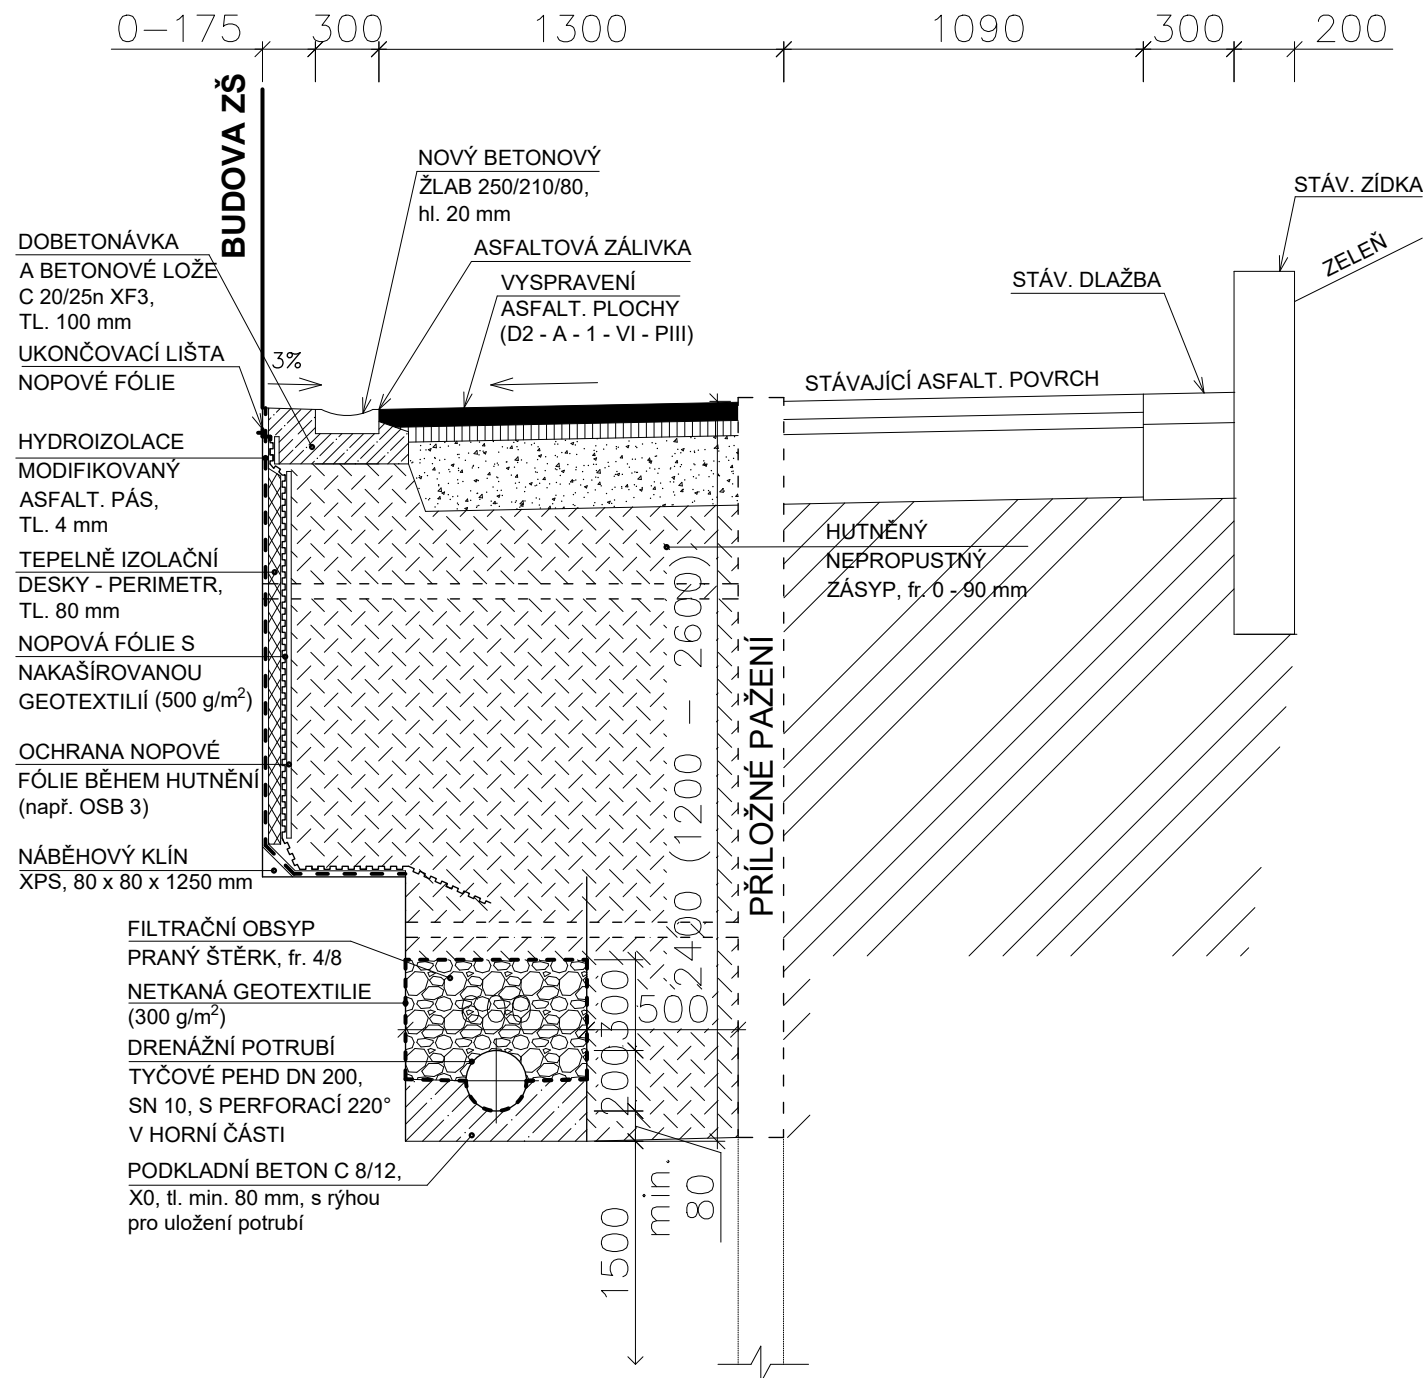 0-175
300
1300
1090
300
200
BUDOVA ZŠ
NOVÝ BETONOVÝ
ŽLAB 250/210/80,
hl. 20 mm
STÁV. ZÍDKA
ZELEŇ
DOBETONÁVKA
A BETONOVÉ LOŽE
C 20/25n XF3,
TL. 100 mm
ASFALTOVÁ ZÁLIVKA
VYSPRAVENÍ
ASFALT. PLOCHY
(D2 - A - 1 - VI - PIII)
STÁV. DLAŽBA
UKONČOVACÍ LIŠTA
NOPOVÉ FÓLIE
3%
STÁVAJÍCÍ ASFALT. POVRCH
HYDROIZOLACE
MODIFIKOVANÝ
ASFALT. PÁS,
TL. 4 mm
HUTNĚNÝ
NEPROPUSTNÝ
ZÁSYP, fr. 0 - 90 mm
TEPELNĚ IZOLAČNÍ
DESKY - PERIMETR,
TL. 80 mm
NOPOVÁ FÓLIE S
NAKAŠÍROVANOU
GEOTEXTILIÍ (500 g/m²)
2400 (1200 - 2600)
PŘÍLOŽNÉ PAŽENÍ
OCHRANA NOPOVÉ
FÓLIE BĚHEM HUTNĚNÍ
(např. OSB 3)
NÁBĚHOVÝ KLÍN
XPS, 80 x 80 x 1250 mm
FILTRAČNÍ OBSYP
PRANÝ ŠTĚRK, fr. 4/8
NETKANÁ GEOTEXTILIE
(300 g/m²)
600
500
300
200
DRENÁŽNÍ POTRUBÍ
TYČOVÉ PEHD DN 200,
SN 10, S PERFORACÍ 220°
V HORNÍ ČÁSTI
PODKLADNÍ BETON C 8/12,
X0, tl. min. 80 mm, s rýhou
pro uložení potrubí
min.
80
1500